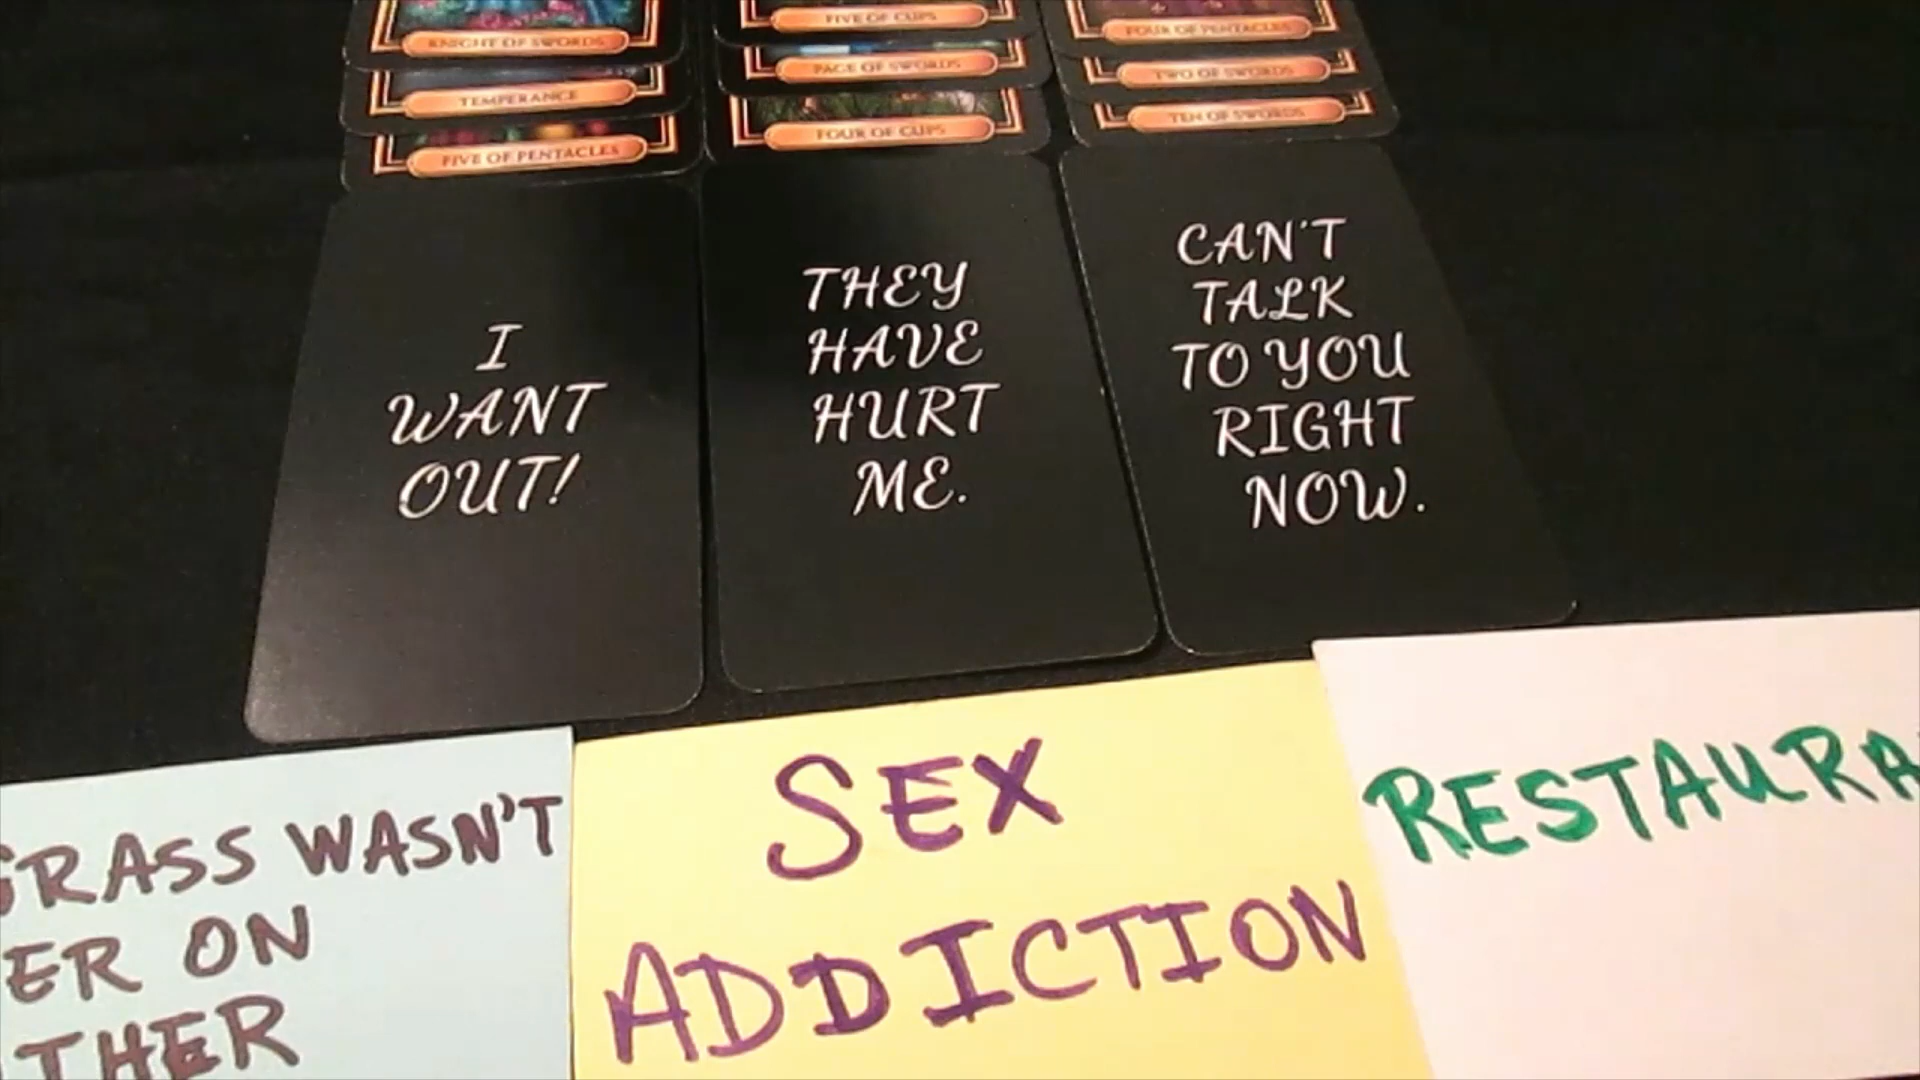 KNIGHT OF SWORDS
TEMPERANCE
FIVE OF PENTACLES
FIVE OF CUPS
PAGE OF SWORDS
FOUR OF CUPS
FOUR OF PENTACLES
TWO OF SWORDS
TEN OF SWORDS
I
WANT
OUT!
THEY
HAVE
HURT
ME.
CAN'T
TALK
TO YOU
RIGHT
NOW.
GRASS WASN'T
ER ON
THER
SEX
ADDICTION
RESTAURA